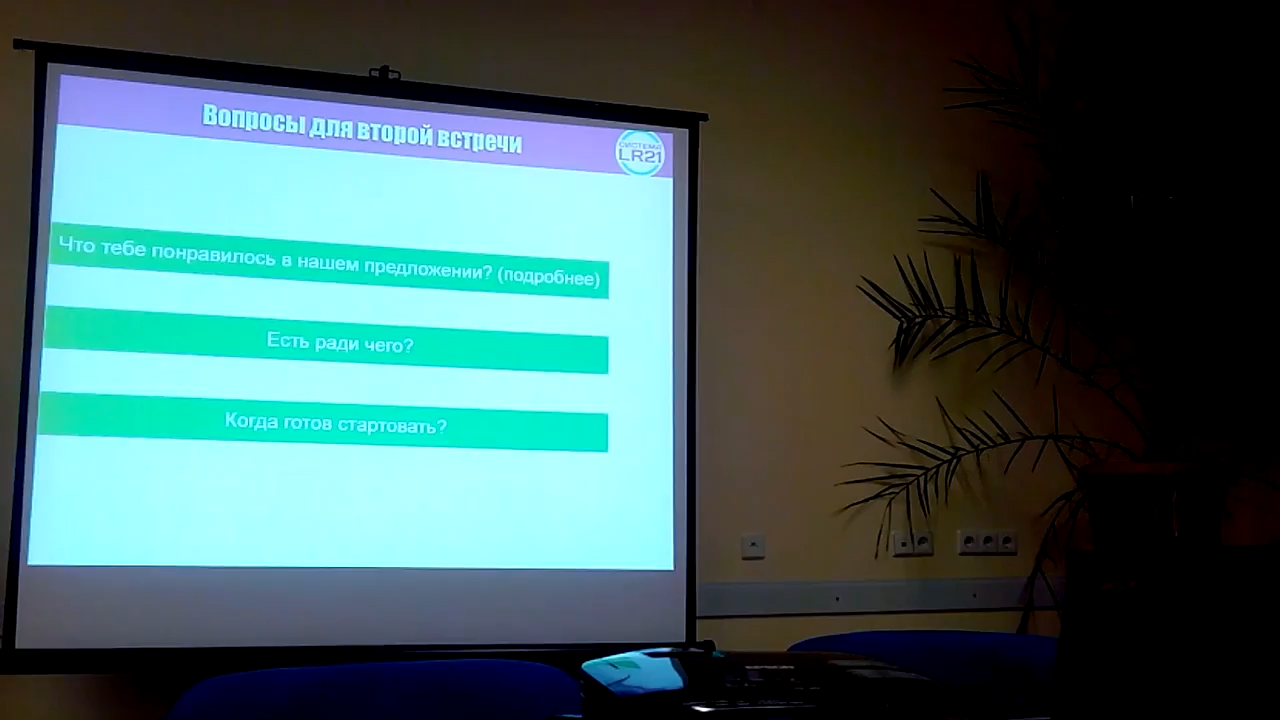 Вопросы для второй встречи
СИСТЕМА
LR21
Что тебе понравилось в нашем предложении? (подробнее)
Есть ради чего?
Когда готов стартовать?